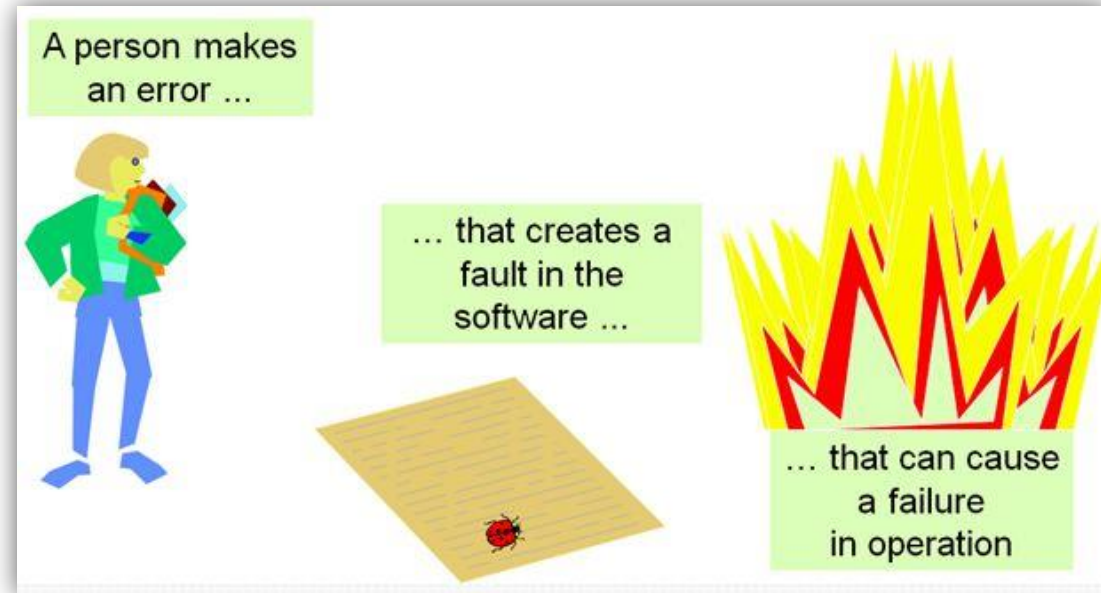 A person makes
an error ...
... that creates a
fault in the
software ...
... that can cause
a failure
in operation